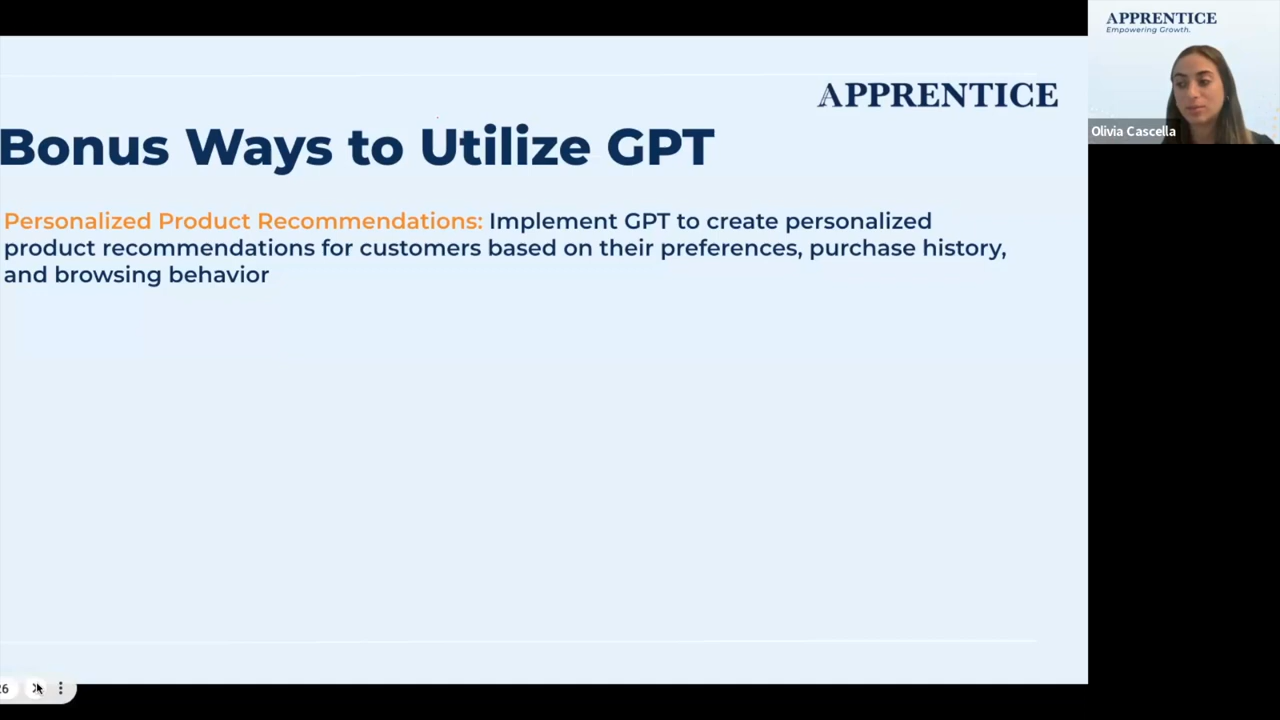 APPRENTICE
Empowering Growth.
APPRENTICE
Bonus Ways to Utilize GPT
Olivia Cascella
Personalized Product Recommendations: Implement GPT to create personalized
product recommendations for customers based on their preferences, purchase history,
and browsing behavior
26